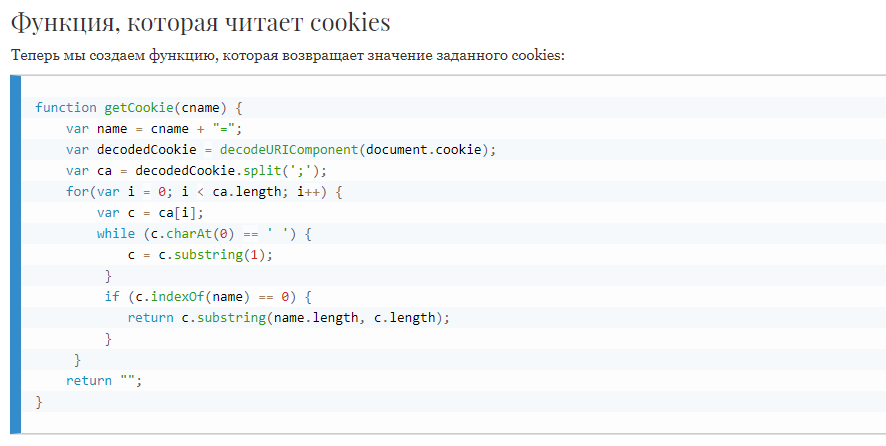 Функция, которая читает cookies
Теперь мы создаем функцию, которая возвращает значение заданного cookies:
function getCookie(cname) {
    var name = cname + "=";
    var decodedCookie = decodeURIComponent(document.cookie);
    var ca = decodedCookie.split(';');
    for(var i = 0; i < ca.length; i++) {
        var c = ca[i];
        while (c.charAt(0) == ' ') {
            c = c.substring(1);
         }
         if (c.indexOf(name) == 0) {
            return c.substring(name.length, c.length);
         }
     }
    return "";
}